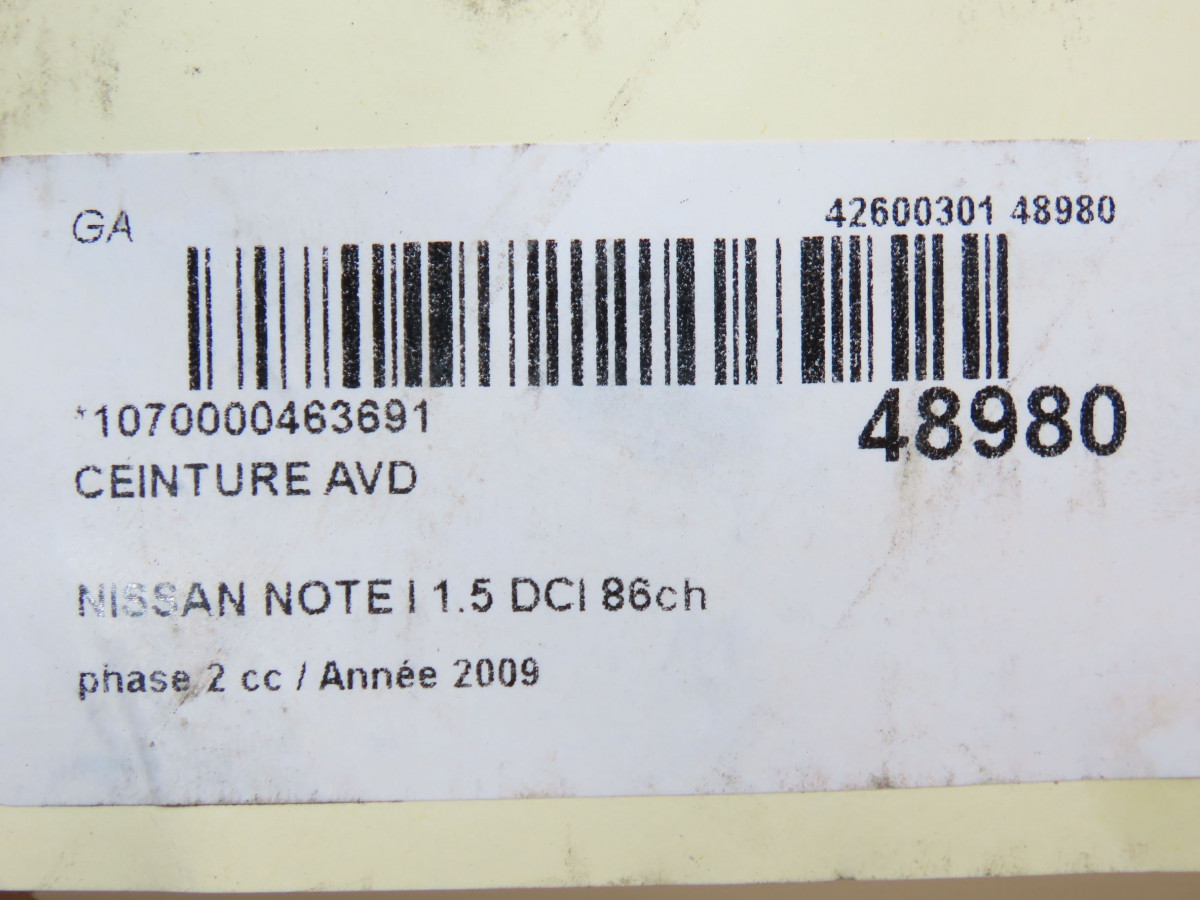 GA
42600301 48980
*1070000463691
48980
CEINTURE AVD
NISSAN NOTE I 1.5 DCI 86ch
phase 2 cc / Année 2009